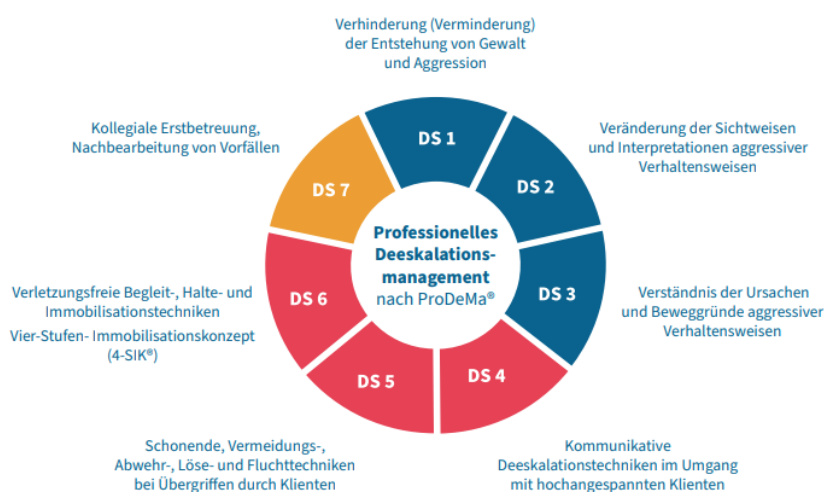 Verhinderung (Verminderung)
der Entstehung von Gewalt
und Aggression
DS 1
Veränderung der Sichtweisen
und Interpretationen aggressiver
Verhaltensweisen
DS 2
Verständnis der Ursachen
und Beweggründe aggressiver
Verhaltensweisen
DS 3
Kommunikative
Deeskalationstechniken im Umgang
mit hochangespannten Klienten
DS 4
Schonende, Vermeidungs-,
Abwehr-, Löse- und Fluchttechniken
bei Übergriffen durch Klienten
DS 5
Verletzungsfreie Begleit-, Halte- und
Immobilisationstechniken
Vier-Stufen- Immobilisationskonzept
(4-SIK®)
DS 6
Kollegiale Erstbetreuung,
Nachbearbeitung von Vorfällen
DS 7
Professionelles
Deeskalations-
management
nach ProDeMa®